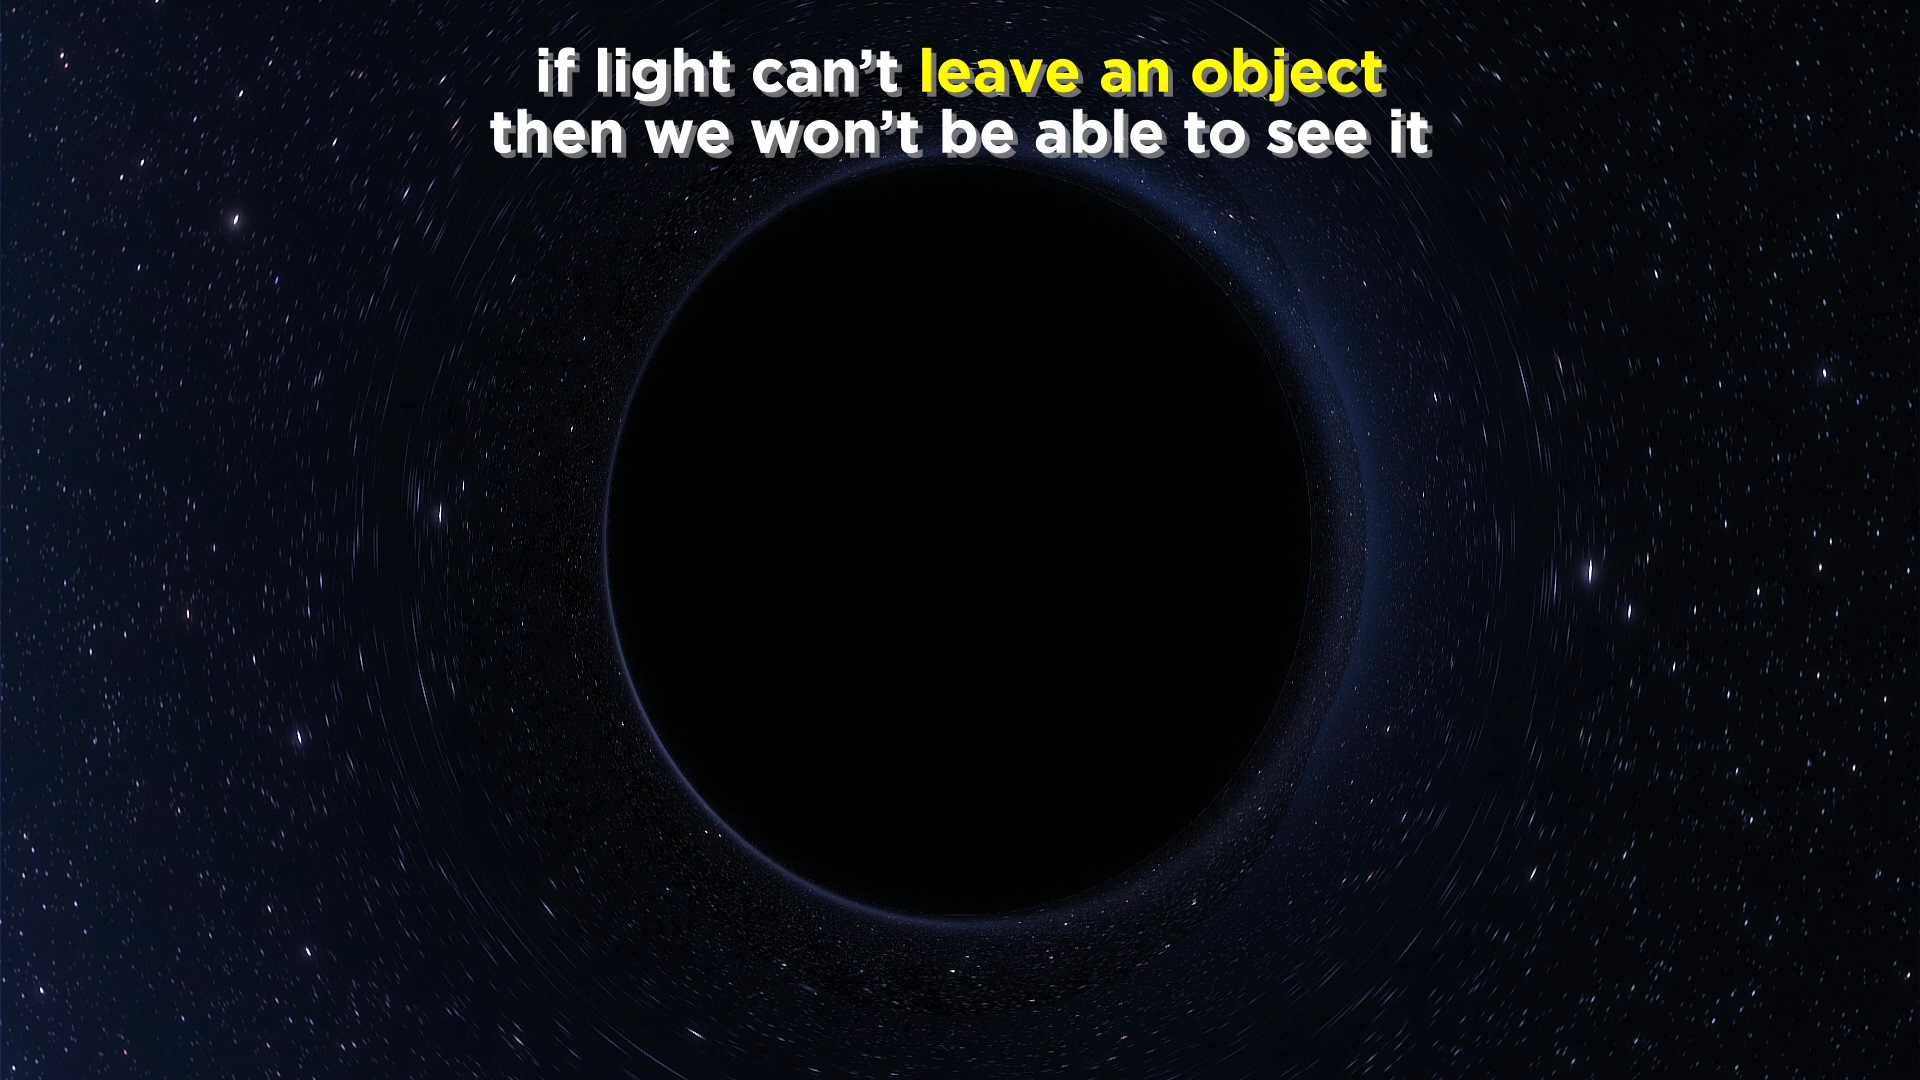 if light can’t leave an object
then we won’t be able to see it